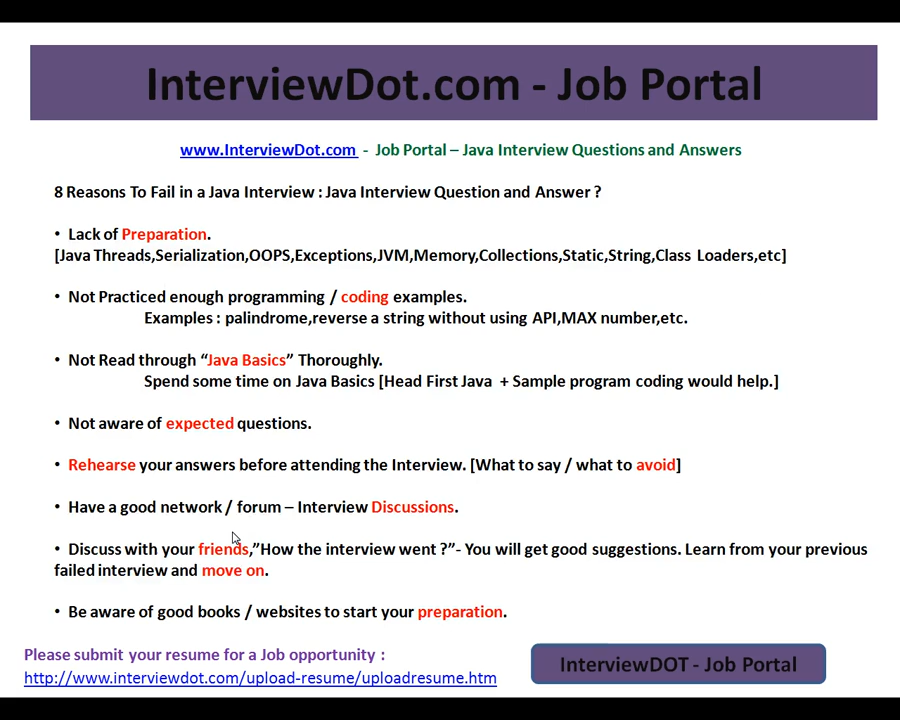 InterviewDot.com - Job Portal
www.InterviewDot.com - Job Portal – Java Interview Questions and Answers
8 Reasons To Fail in a Java Interview : Java Interview Question and Answer ?
• Lack of Preparation.
[Java Threads,Serialization,OOPS,Exceptions,JVM,Memory,Collections,Static,String,Class Loaders,etc]
• Not Practiced enough programming / coding examples.
Examples : palindrome,reverse a string without using API,MAX number,etc.
• Not Read through “Java Basics” Thoroughly.
Spend some time on Java Basics [Head First Java + Sample program coding would help.]
• Not aware of expected questions.
• Rehearse your answers before attending the Interview. [What to say / what to avoid]
• Have a good network / forum – Interview Discussions.
• Discuss with your friends,”How the interview went ?”- You will get good suggestions. Learn from your previous
failed interview and move on.
• Be aware of good books / websites to start your preparation.
Please submit your resume for a Job opportunity :
http://www.interviewdot.com/upload-resume/uploadresume.htm
InterviewDOT - Job Portal